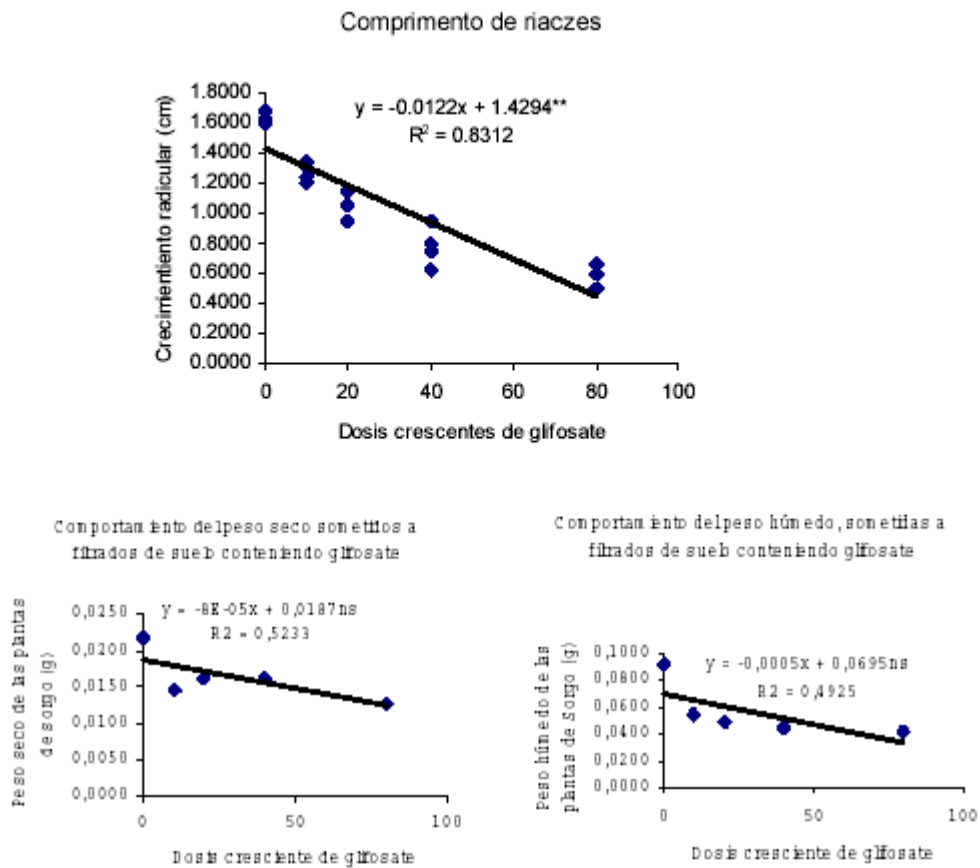 Comprimento de riaczes
Crecimientiento radicular (cm)
1.8000
1.6000
1.4000
1.2000
1.0000
0.8000
0.6000
0.4000
0.2000
0.0000
y = -0.0122x + 1.4294**
R² = 0.8312
0 20 40 60 80 100
Dosis crescentes de glifosate
Comportamiento del peso seco sometidos a
filtrados de suelo conteniendo glifosate
Peso seco de las plantas
de sorgo (g)
0,0250
0,0200
0,0150
0,0100
0,0050
0,0000
y = -8E-05x + 0,0187ns
R2 = 0,5233
0 50 100
Dosis cresciente de glifosate
Comportamiento del peso húmedo, sometidas a
filtrados de suelo conteniendo glifosate
Peso húmedo de las
plantas de Sorgo (g)
0,1000
0,0800
0,0600
0,0400
0,0200
0,0000
y = -0,0005x + 0,0695ns
R2 = 0,4925
0 50 100
Dosis cresciente de glifosate